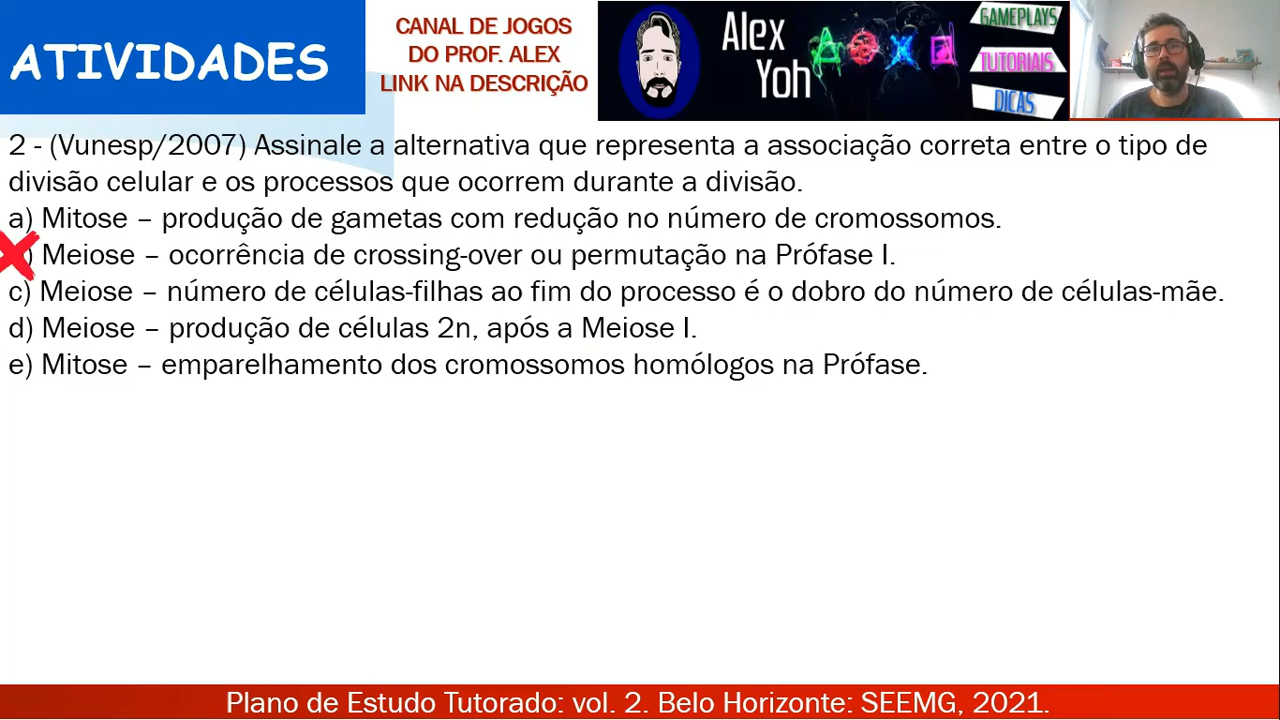 ATIVIDADES
CANAL DE JOGOS
DO PROF. ALEX
LINK NA DESCRIÇÃO
Alex
Yoh
GAMEPLAYS
TUTORIAIS
DICAS
2 - (Vunesp/2007) Assinale a alternativa que representa a associação correta entre o tipo de
divisão celular e os processos que ocorrem durante a divisão.
a) Mitose – produção de gametas com redução no número de cromossomos.
) Meiose – ocorrência de crossing-over ou permutação na Prófase I.
c) Meiose – número de células-filhas ao fim do processo é o dobro do número de células-mãe.
d) Meiose – produção de células 2n, após a Meiose I.
e) Mitose – emparelhamento dos cromossomos homólogos na Prófase.
Plano de Estudo Tutorado: vol. 2. Belo Horizonte: SEEMG, 2021.